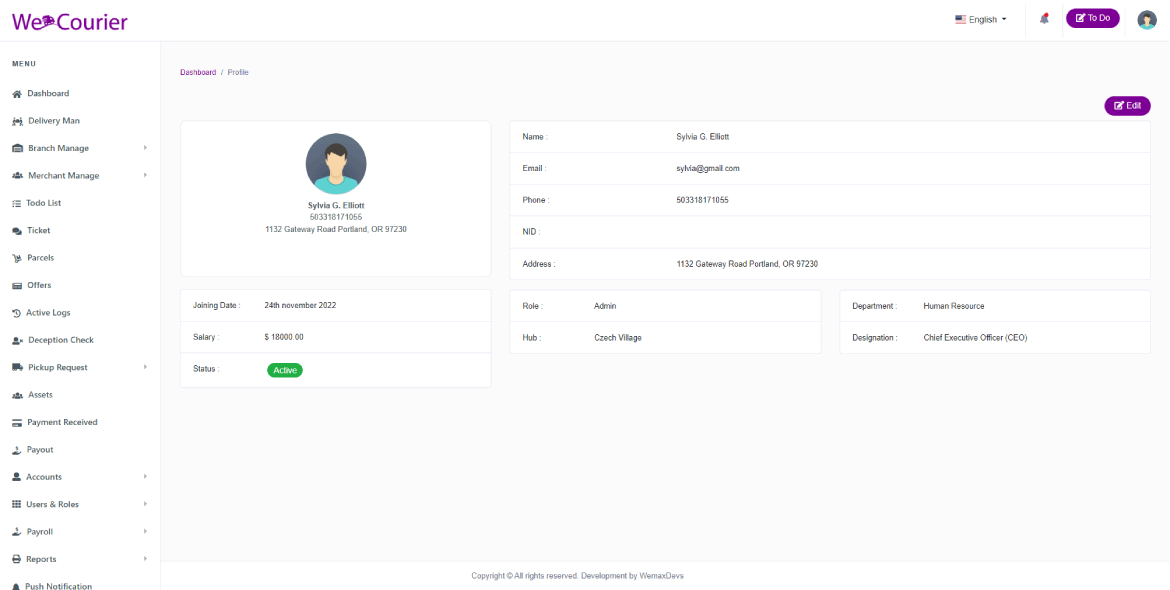 We Courier
English
To Do
MENU
Dashboard
Delivery Man
Branch Manage
Merchant Manage
Todo List
Ticket
Parcels
Offers
Active Logs
Deception Check
Pickup Request
Assets
Payment Received
Payout
Accounts
Users & Roles
Payroll
Reports
Push Notification
Dashboard / Profile
Edit
Sylvia G. Elliott
503318171055
1132 Gateway Road Portland, OR 97230
Name : Sylvia G. Elliott
Email : sylvia@gmail.com
Phone : 503318171055
NID :
Address : 1132 Gateway Road Portland, OR 97230
Joining Date : 24th november 2022
Salary : $ 18000.00
Status : Active
Role : Admin
Hub : Czech Village
Department : Human Resource
Designation : Chief Executive Officer (CEO)
Copyright © All rights reserved. Development by WemaxDevs